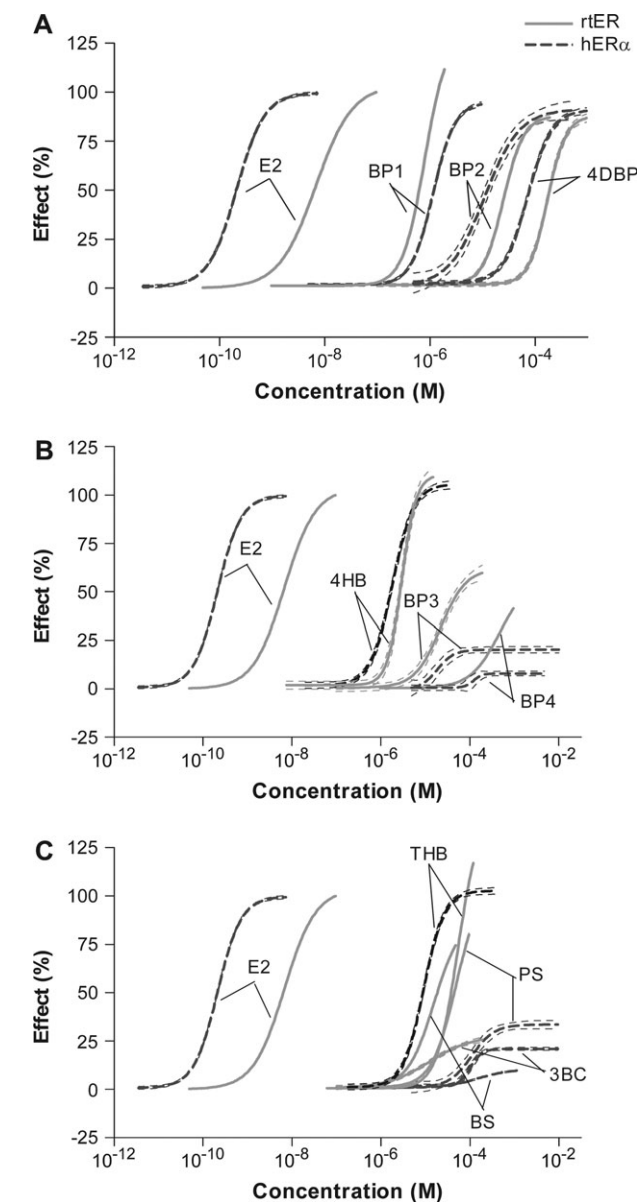 A
rtER
hERα
125
100
75
50
25
0
-25
Effect (%)
E2
BP1
BP2
4DBP
10-12
10-10
10-8
10-6
10-4
Concentration (M)
B
125
100
75
50
25
0
-25
Effect (%)
E2
4HB
BP3
BP4
10-12
10-10
10-8
10-6
10-4
10-2
Concentration (M)
C
125
100
75
50
25
0
-25
Effect (%)
THB
E2
PS
3BC
BS
10-12
10-10
10-8
10-6
10-4
10-2
Concentration (M)